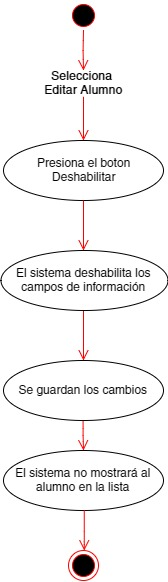 Selecciona
Editar Alumno
Presiona el boton
Deshabilitar
El sistema deshabilita los
campos de información
Se guardan los cambios
El sistema no mostrará al
alumno en la lista